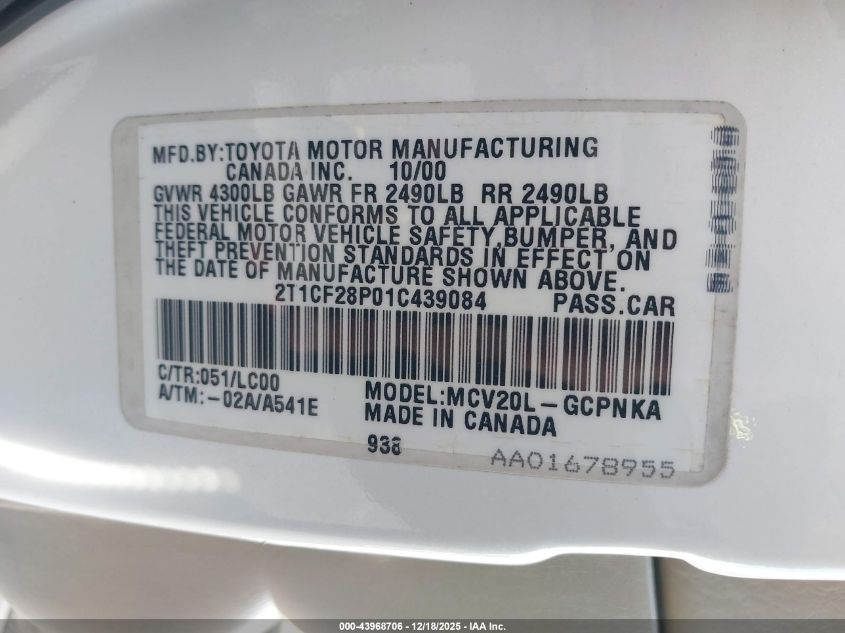 MFD.BY:TOYOTA MOTOR MANUFACTURING
CANADA INC. 10/00
GVWR 4300LB GAWR FR 2490LB RR 2490LB
THIS VEHICLE CONFORMS TO ALL APPLICABLE
FEDERAL MOTOR VEHICLE SAFETY,BUMPER, AND
THEFT PREVENTION STANDARDS IN EFFECT ON
THE DATE OF MANUFACTURE SHOWN ABOVE.
2T1CF28P01C439084 PASS.CAR
C/TR:051/LC00
A/TM:-02A/A541E
MODEL:MCV20L-GCPNKA
MADE IN CANADA
938
AA01678955
000-43968706 - 12/18/2025 - IAA Inc.